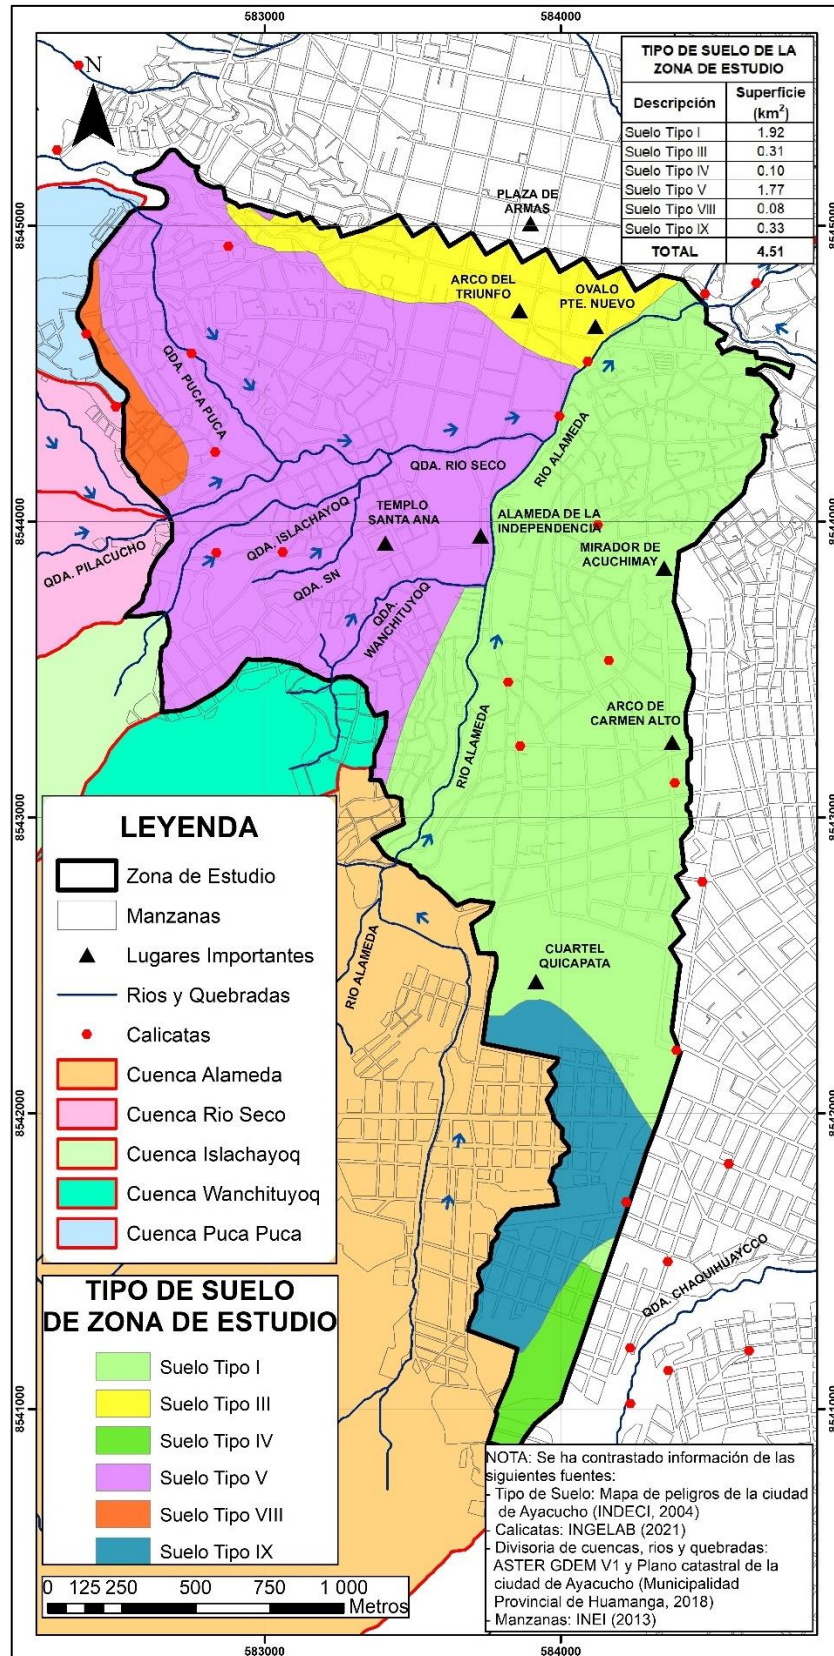 583000
584000
TIPO DE SUELO DE LA
ZONA DE ESTUDIO
Descripción
Superficie
(km²)
Suelo Tipo I 1.92
Suelo Tipo III 0.31
Suelo Tipo IV 0.10
Suelo Tipo V 1.77
Suelo Tipo VIII 0.08
Suelo Tipo IX 0.33
TOTAL 4.51
N
PLAZA DE
ARMAS
8545000
8545000
ARCO DEL
TRIUNFO
OVALO
PTE. NUEVO
QDA. PUCA PUCA
RIO ALAMEDA
QDA. RIO SECO
8544000
8544000
TEMPLO
SANTA ANA
ALAMEDA DE LA
INDEPENDENCIA
QDA. ISLACHAYOQ
QDA. PILACUCHO
MIRADOR DE
ACUCHIMAY
QDA. SN
QDA.
WANCHITUYOQ
ARCO DE
CARMEN ALTO
RIO ALAMEDA
8543000
8543000
CUARTEL
QUICAPATA
RIO ALAMEDA
LEYENDA
Zona de Estudio
Manzanas
Lugares Importantes
Rios y Quebradas
Calicatas
Cuenca Alameda
Cuenca Rio Seco
Cuenca Islachayoq
Cuenca Wanchituyoq
Cuenca Puca Puca
8542000
8542000
QDA. CHAQUIHUAYCCO
TIPO DE SUELO
DE ZONA DE ESTUDIO
Suelo Tipo I
Suelo Tipo III
Suelo Tipo IV
Suelo Tipo V
Suelo Tipo VIII
Suelo Tipo IX
8541000
8541000
0 125 250 500 750 1 000
Metros
NOTA: Se ha contrastado información de las
siguientes fuentes:
- Tipo de Suelo: Mapa de peligros de la ciudad
de Ayacucho (INDECI, 2004)
- Calicatas: INGELAB (2021)
- Divisoria de cuencas, rios y quebradas:
ASTER GDEM V1 y Plano catastral de la
ciudad de Ayacucho (Municipalidad
Provincial de Huamanga, 2018)
- Manzanas: INEI (2013)
583000
584000